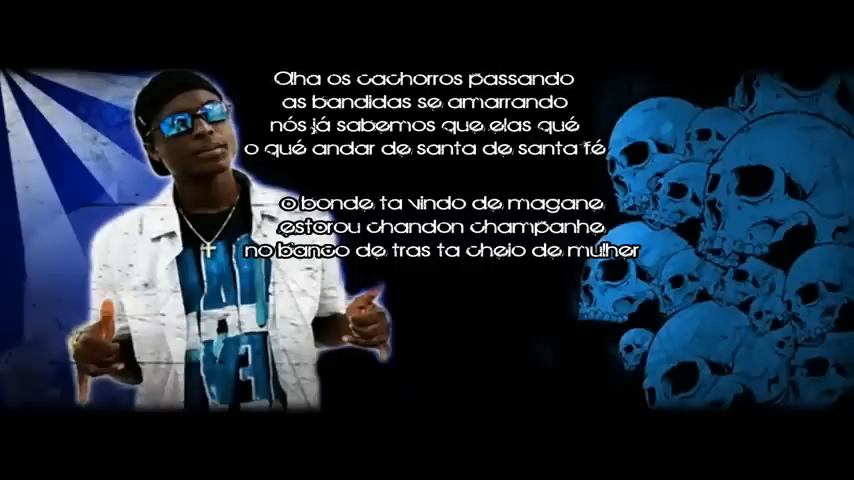 Olha os cachorros passando
as bandidas se amarrando
nós já sabemos que elas qué
o qué andar de santa de santa fé
o bonde ta vindo de magane
estorou chandon champanhe
no banco de tras ta cheio de mulher